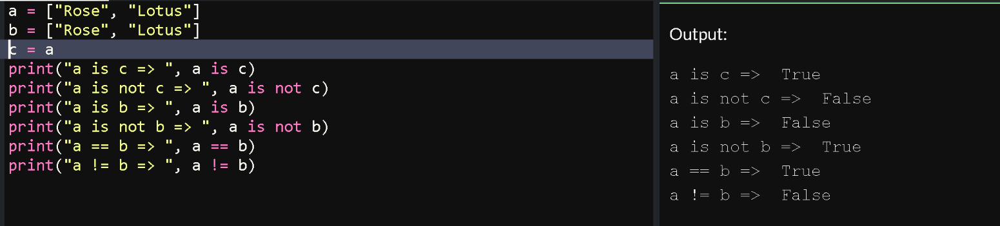 a = ["Rose", "Lotus"]
b = ["Rose", "Lotus"]
c = a
print("a is c => ", a is c)
print("a is not c => ", a is not c)
print("a is b => ", a is b)
print("a is not b => ", a is not b)
print("a == b => ", a == b)
print("a != b => ", a != b)
Output:
a is c =>  True
a is not c =>  False
a is b =>  False
a is not b =>  True
a == b =>  True
a != b =>  False